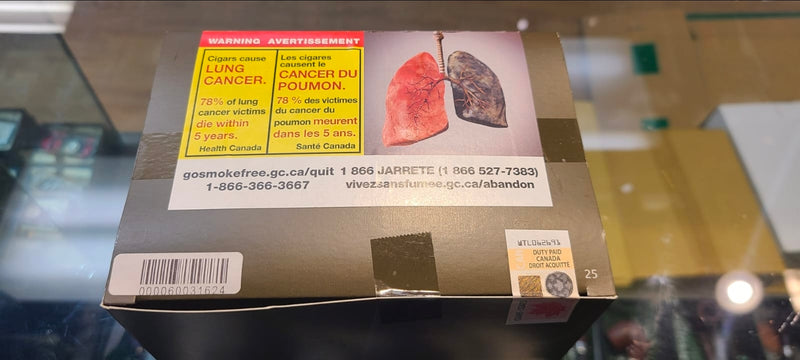 WARNING AVERTISSEMENT
Cigars cause
LUNG
CANCER.
78% of lung
cancer victims
die within
5 years.
Health Canada
Les cigares
causent le
CANCER DU
POUMON.
78 % des victimes
du cancer du
poumon meurent
dans les 5 ans.
Santé Canada
gosmokefree.gc.ca/quit 1 866 JARRETE (1 866 527-7383)
1-866-366-3667 vivezsansfumee.gc.ca/abandon
000060031624
DUTY PAID
CANADA
DROIT ACQUITTÉ
25